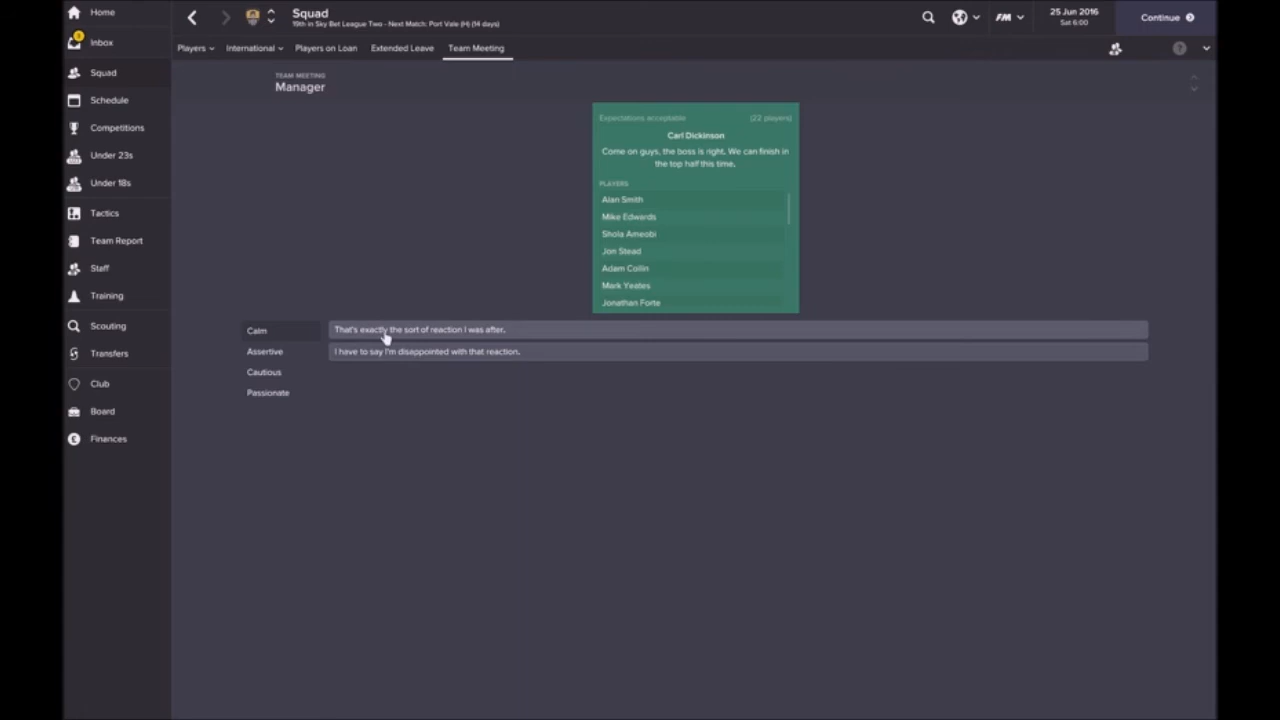 Home
Squad
19th in Sky Bet League Two - Next Match: Port Vale (H) (14 days)
FM
25 Jun 2016
Sat 6:00
Continue
Inbox
Players
International
Players on Loan
Extended Leave
Team Meeting
Squad
Schedule
Competitions
Under 23s
Under 18s
Tactics
Team Report
Staff
Training
Scouting
Transfers
Club
Board
Finances
TEAM MEETING
Manager
Expectations acceptable (22 players)
Carl Dickinson
Come on guys, the boss is right. We can finish in
the top half this time.
PLAYERS
Alan Smith
Mike Edwards
Shola Ameobi
Jon Stead
Adam Collin
Mark Yeates
Jonathan Forte
Calm
Assertive
Cautious
Passionate
That's exactly the sort of reaction I was after.
I have to say I'm disappointed with that reaction.